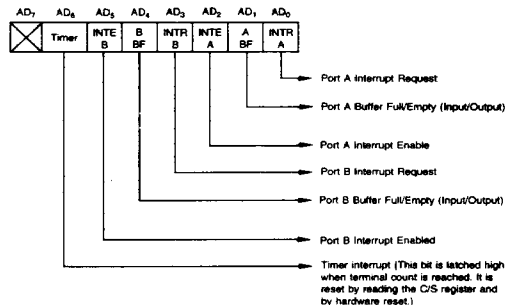 AD7 AD6 AD5 AD4 AD3 AD2 AD1 AD0
Timer INTE B B BF INTR B INTE A A BF INTR A
Port A Interrupt Request
Port A Buffer Full/Empty (Input/Output)
Port A Interrupt Enable
Port B Interrupt Request
Port B Buffer Full/Empty (Input/Output)
Port B Interrupt Enabled
Timer interrupt (This bit is latched high
when terminal count is reached. It is
reset by reading the C/S register and
by hardware reset.)